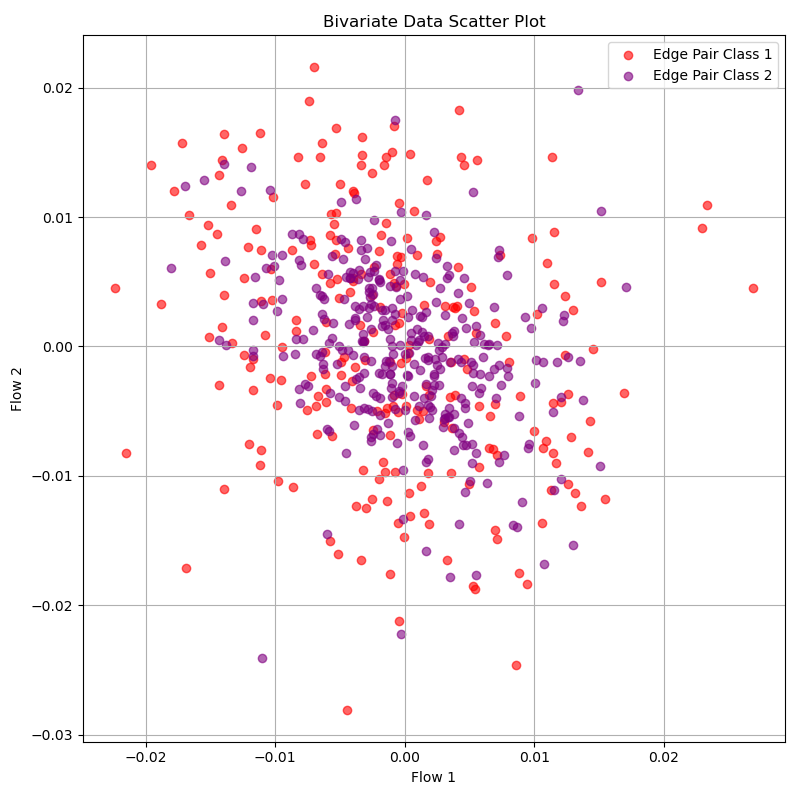 Bivariate Data Scatter Plot
Edge Pair Class 1
Edge Pair Class 2
0.02
0.01
0.00
−0.01
−0.02
−0.03
Flow 2
−0.02
−0.01
0.00
0.01
0.02
Flow 1